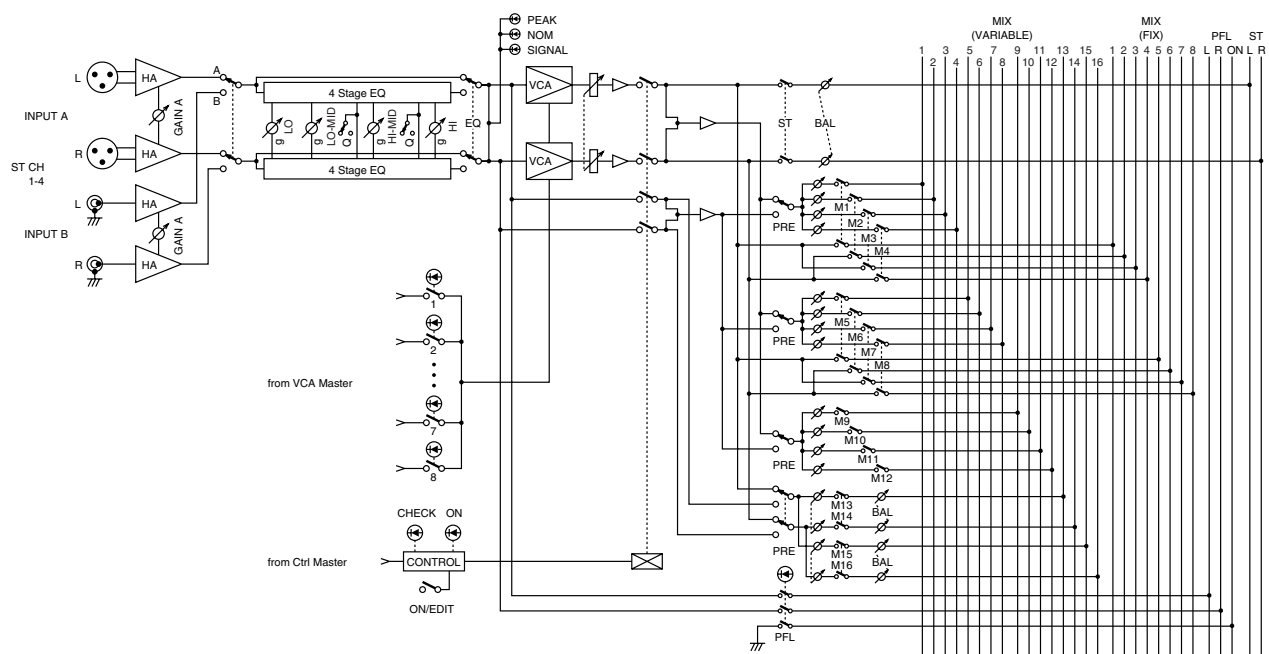 PEAK
NOM
SIGNAL
MIX
(VARIABLE)
MIX
(FIX)
PFL
ST
L R ON L R
1 3 5 7 9 11 13 15 1 2 3 4 5 6 7 8
2 4 6 8 10 12 14 16
L
HA
A
B
4 Stage EQ
VCA
INPUT A
GAIN A
g
LO
g
LO-MID
Q
g
HI-MID
Q
g
HI
EQ
ST
BAL
R
HA
4 Stage EQ
VCA
ST CH
1-4
L
HA
INPUT B
GAIN A
R
HA
PRE
M1
M2
M3
M4
1
2
from VCA Master
7
8
PRE
M5
M6
M7
M8
PRE
M9
M10
M11
M12
PRE
M13
M14
BAL
M15
M16
BAL
CHECK
ON
from Ctrl Master
CONTROL
ON/EDIT
PFL